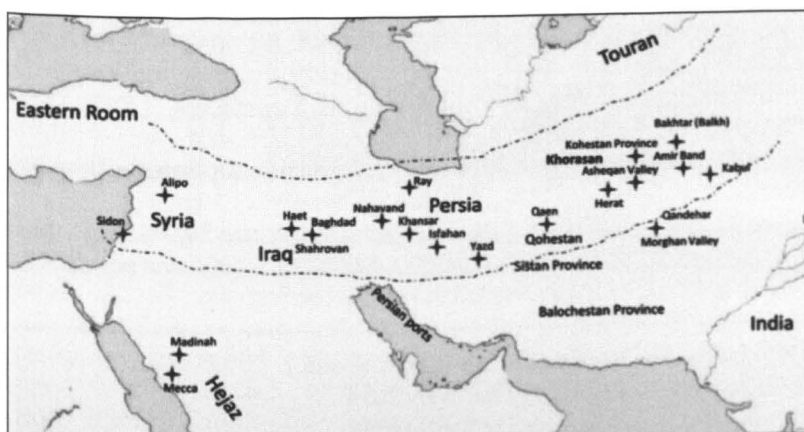 Touran
Eastern Room
Bakhtar (Balkh)
Kohestan Province
Khorasan
Amir Band
Asheqan Valley
Kabul
Ray
Alipo
Persia
Herat
Nahavand
Qaen
Qandehar
Sidon
Syria
Haet
Baghdad
Khansar
Qohestan
Morghan Valley
Shahrovan
Isfahan
Iraq
Yazd
Sistan Province
Persian ports
Balochestan Province
India
Madinah
Mecca
Hejaz